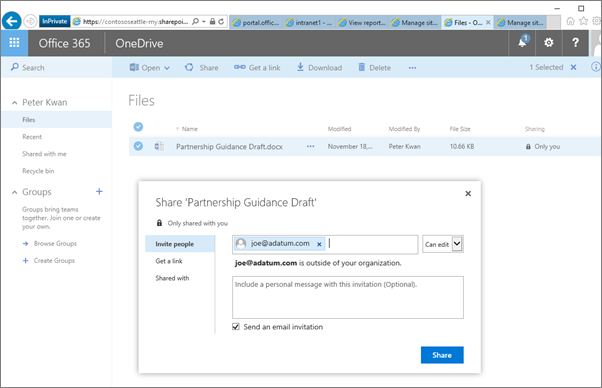 InPrivate https://contososeattle-my.sharepoi...
portal.office... intranet1 - ... View report... Manage sit... Files - O... Manage sit...
Office 365 OneDrive 1 ?
Search Open Share Get a link Download Delete ... 1 Selected
Peter Kwan
Files
Recent
Shared with me
Recycle bin
Groups +
Groups bring teams
together. Join one or create
your own.
Browse Groups
Create Groups
Files
Name Modified Modified By File Size Sharing
Partnership Guidance Draft.docx ... November 18,... Peter Kwan 10.66 KB Only you
Share 'Partnership Guidance Draft'
Only shared with you
Invite people
Get a link
Shared with
joe@adatum.com x Can edit
joe@adatum.com is outside of your organization.
Include a personal message with this invitation (Optional).
Send an email invitation
Share